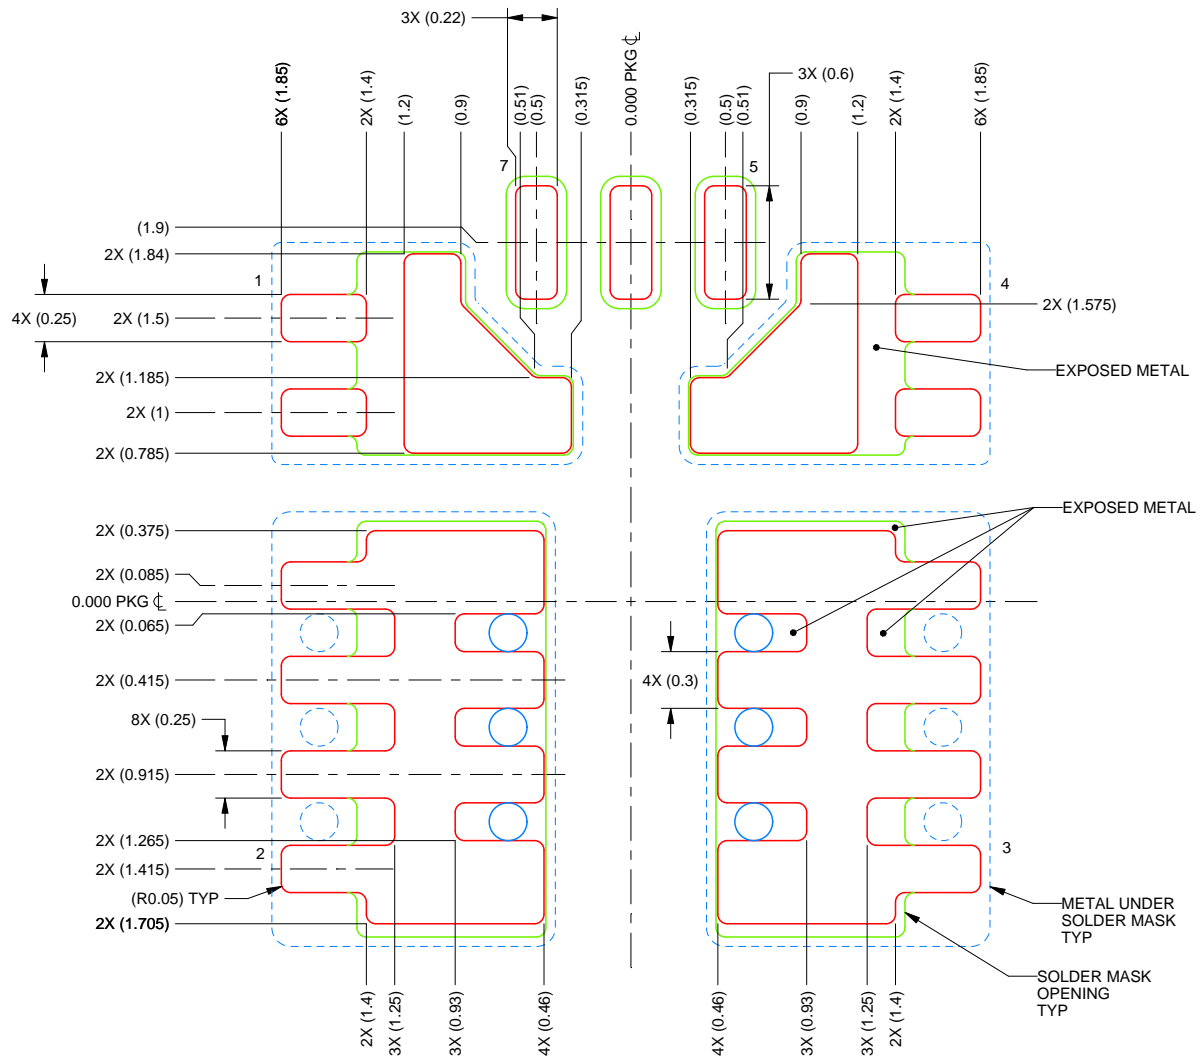 3X (0.22)
6X (1.85)
2X (1.4)
(1.2)
(0.9)
(0.51)
(0.5)
(0.315)
0.000 PKG ℄
(0.315)
(0.5)
(0.51)
3X (0.6)
(0.9)
(1.2)
2X (1.4)
6X (1.85)
7
5
(1.9)
2X (1.84)
1
4
4X (0.25)
2X (1.5)
2X (1.575)
2X (1.185)
EXPOSED METAL
2X (1)
2X (0.785)
2X (0.375)
EXPOSED METAL
2X (0.085)
0.000 PKG ℄
2X (0.065)
2X (0.415)
4X (0.3)
8X (0.25)
2X (0.915)
2X (1.265)
2
3
2X (1.415)
(R0.05) TYP
2X (1.705)
METAL UNDER
SOLDER MASK
TYP
SOLDER MASK
OPENING
TYP
2X (1.4)
3X (1.25)
3X (0.93)
4X (0.46)
4X (0.46)
3X (0.93)
3X (1.25)
2X (1.4)